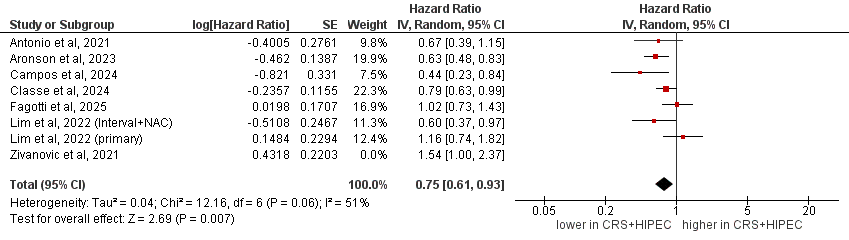 Hazard Ratio Hazard Ratio
Study or Subgroup log[Hazard Ratio] SE Weight IV, Random, 95% CI IV, Random, 95% CI
Antonio et al, 2021 -0.4005 0.2761 9.8% 0.67 [0.39, 1.15]
Aronson et al, 2023 -0.462 0.1387 19.9% 0.63 [0.48, 0.83]
Campos et al, 2024 -0.821 0.331 7.5% 0.44 [0.23, 0.84]
Classe et al, 2024 -0.2357 0.1155 22.3% 0.79 [0.63, 0.99]
Fagotti et al, 2025 0.0198 0.1707 16.9% 1.02 [0.73, 1.43]
Lim et al, 2022 (Interval+NAC) -0.5108 0.2467 11.3% 0.60 [0.37, 0.97]
Lim et al, 2022 (primary) 0.1484 0.2294 12.4% 1.16 [0.74, 1.82]
Zivanovic et al, 2021 0.4318 0.2203 0.0% 1.54 [1.00, 2.37]
Total (95% CI) 100.0% 0.75 [0.61, 0.93]
Heterogeneity: Tau² = 0.04; Chi² = 12.16, df = 6 (P = 0.06); I² = 51%
Test for overall effect: Z = 2.69 (P = 0.007)
0.05 0.2 1 5 20
lower in CRS+HIPEC higher in CRS+HIPEC